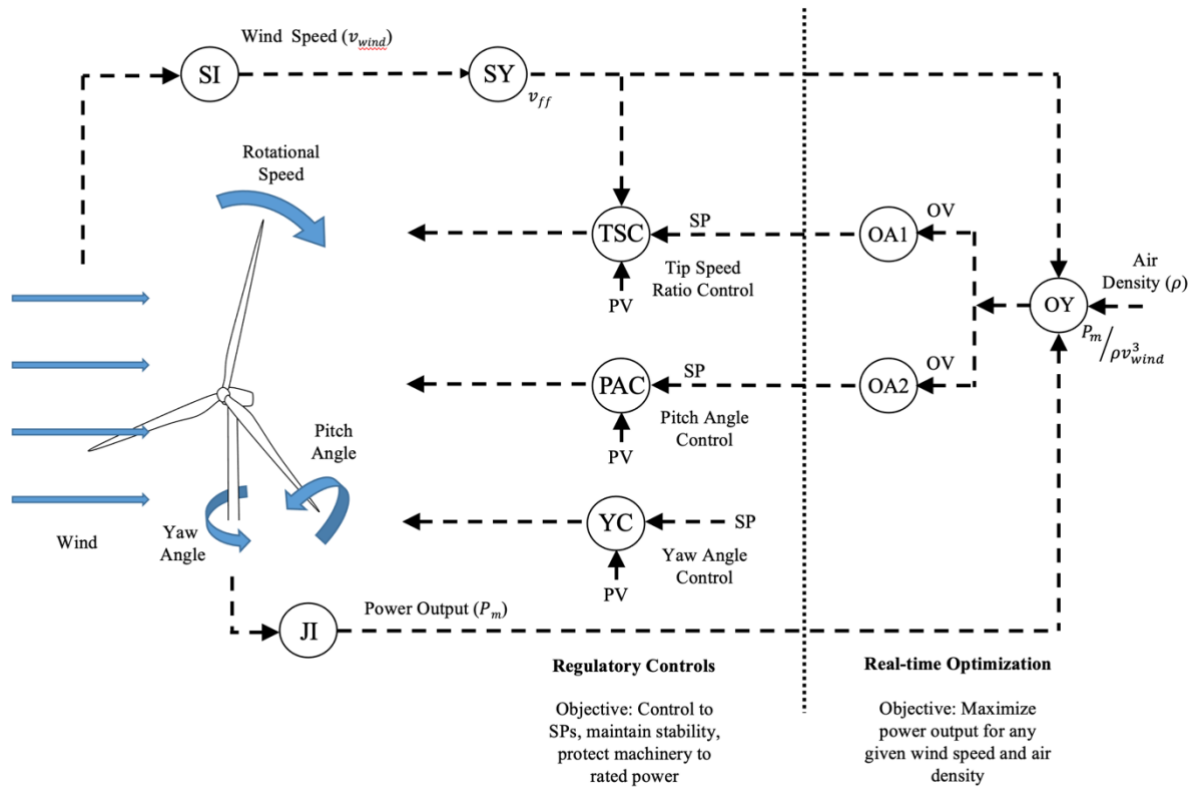 Wind Speed (v_wind)
SI
SY
v_ff
Rotational
Speed
TSC
SP
OA1
OV
Tip Speed
Ratio Control
PV
Air
Density (ρ)
OY
P_m/ρv_wind^3
PAC
SP
OA2
OV
Pitch Angle
Control
PV
Pitch
Angle
YC
SP
Yaw Angle
Control
PV
Wind
Yaw
Angle
JI
Power Output (P_m)
Regulatory Controls
Objective: Control to
SPs, maintain stability,
protect machinery to
rated power
Real-time Optimization
Objective: Maximize
power output for any
given wind speed and air
density